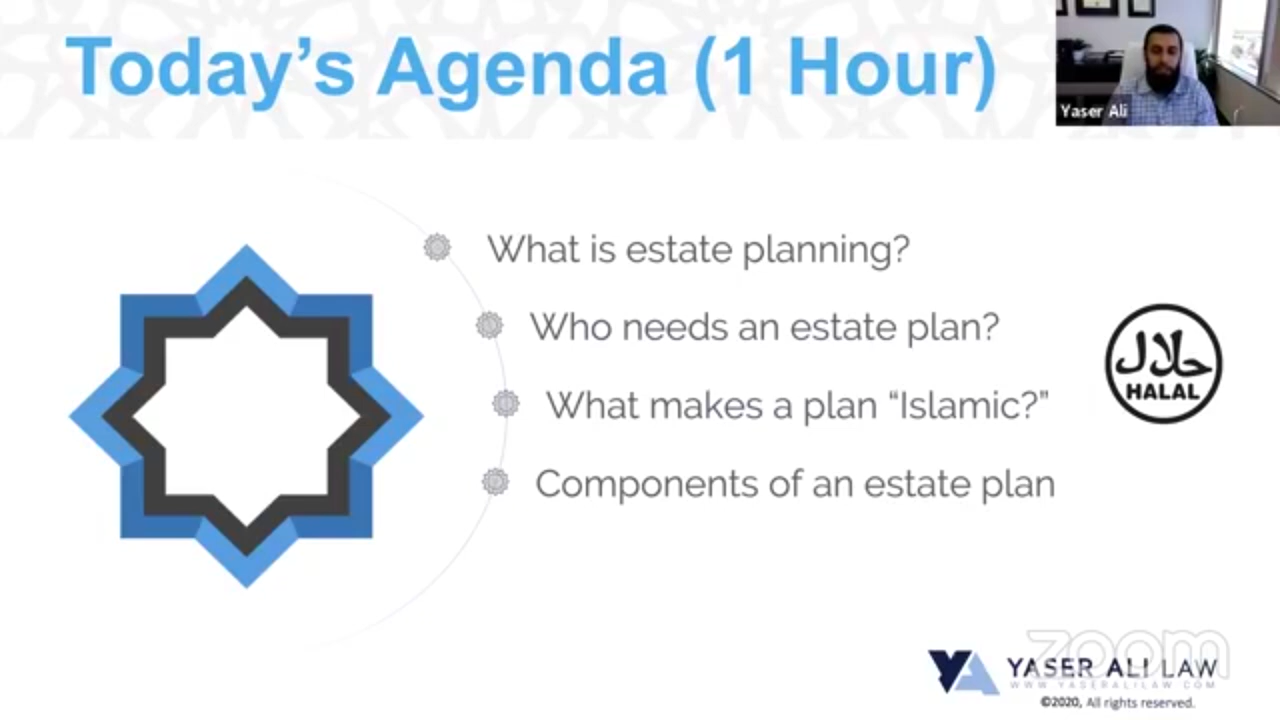 Today's Agenda (1 Hour)
Yaser Ali
What is estate planning?
Who needs an estate plan?
What makes a plan “Islamic?”
Components of an estate plan
حلال
HALAL
zoom
YA YASER ALI LAW
WWW.YASERALILAW.COM
©2020, All rights reserved.